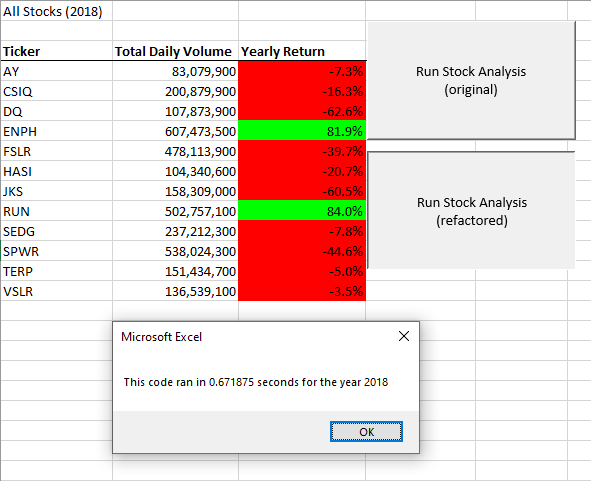 All Stocks (2018)
Ticker Total Daily Volume Yearly Return
AY 83,079,900 -7.3%
CSIQ 200,879,900 -16.3%
DQ 107,873,900 -62.6%
ENPH 607,473,500 81.9%
FSLR 478,113,900 -39.7%
HASI 104,340,600 -20.7%
JKS 158,309,000 -60.5%
RUN 502,757,100 84.0%
SEDG 237,212,300 -7.8%
SPWR 538,024,300 -44.6%
TERP 151,434,700 -5.0%
VSLR 136,539,100 -3.5%
Run Stock Analysis
(original)
Run Stock Analysis
(refactored)
Microsoft Excel
This code ran in 0.671875 seconds for the year 2018
OK